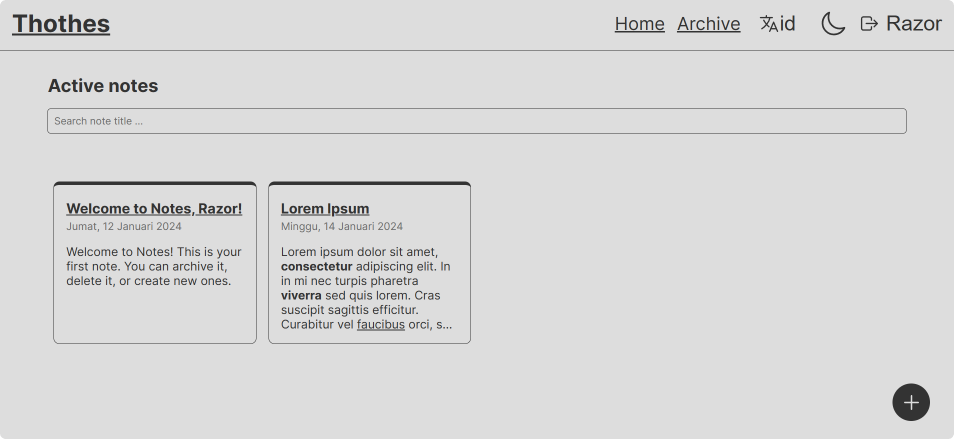 Thothes
Home Archive id Razor
Active notes
Search note title ...
Welcome to Notes, Razor!
Jumat, 12 Januari 2024
Welcome to Notes! This is your
first note. You can archive it,
delete it, or create new ones.
Lorem Ipsum
Minggu, 14 Januari 2024
Lorem ipsum dolor sit amet,
consectetur adipiscing elit. In
in mi nec turpis pharetra
viverra sed quis lorem. Cras
suscipit sagittis efficitur.
Curabitur vel faucibus orci, s...